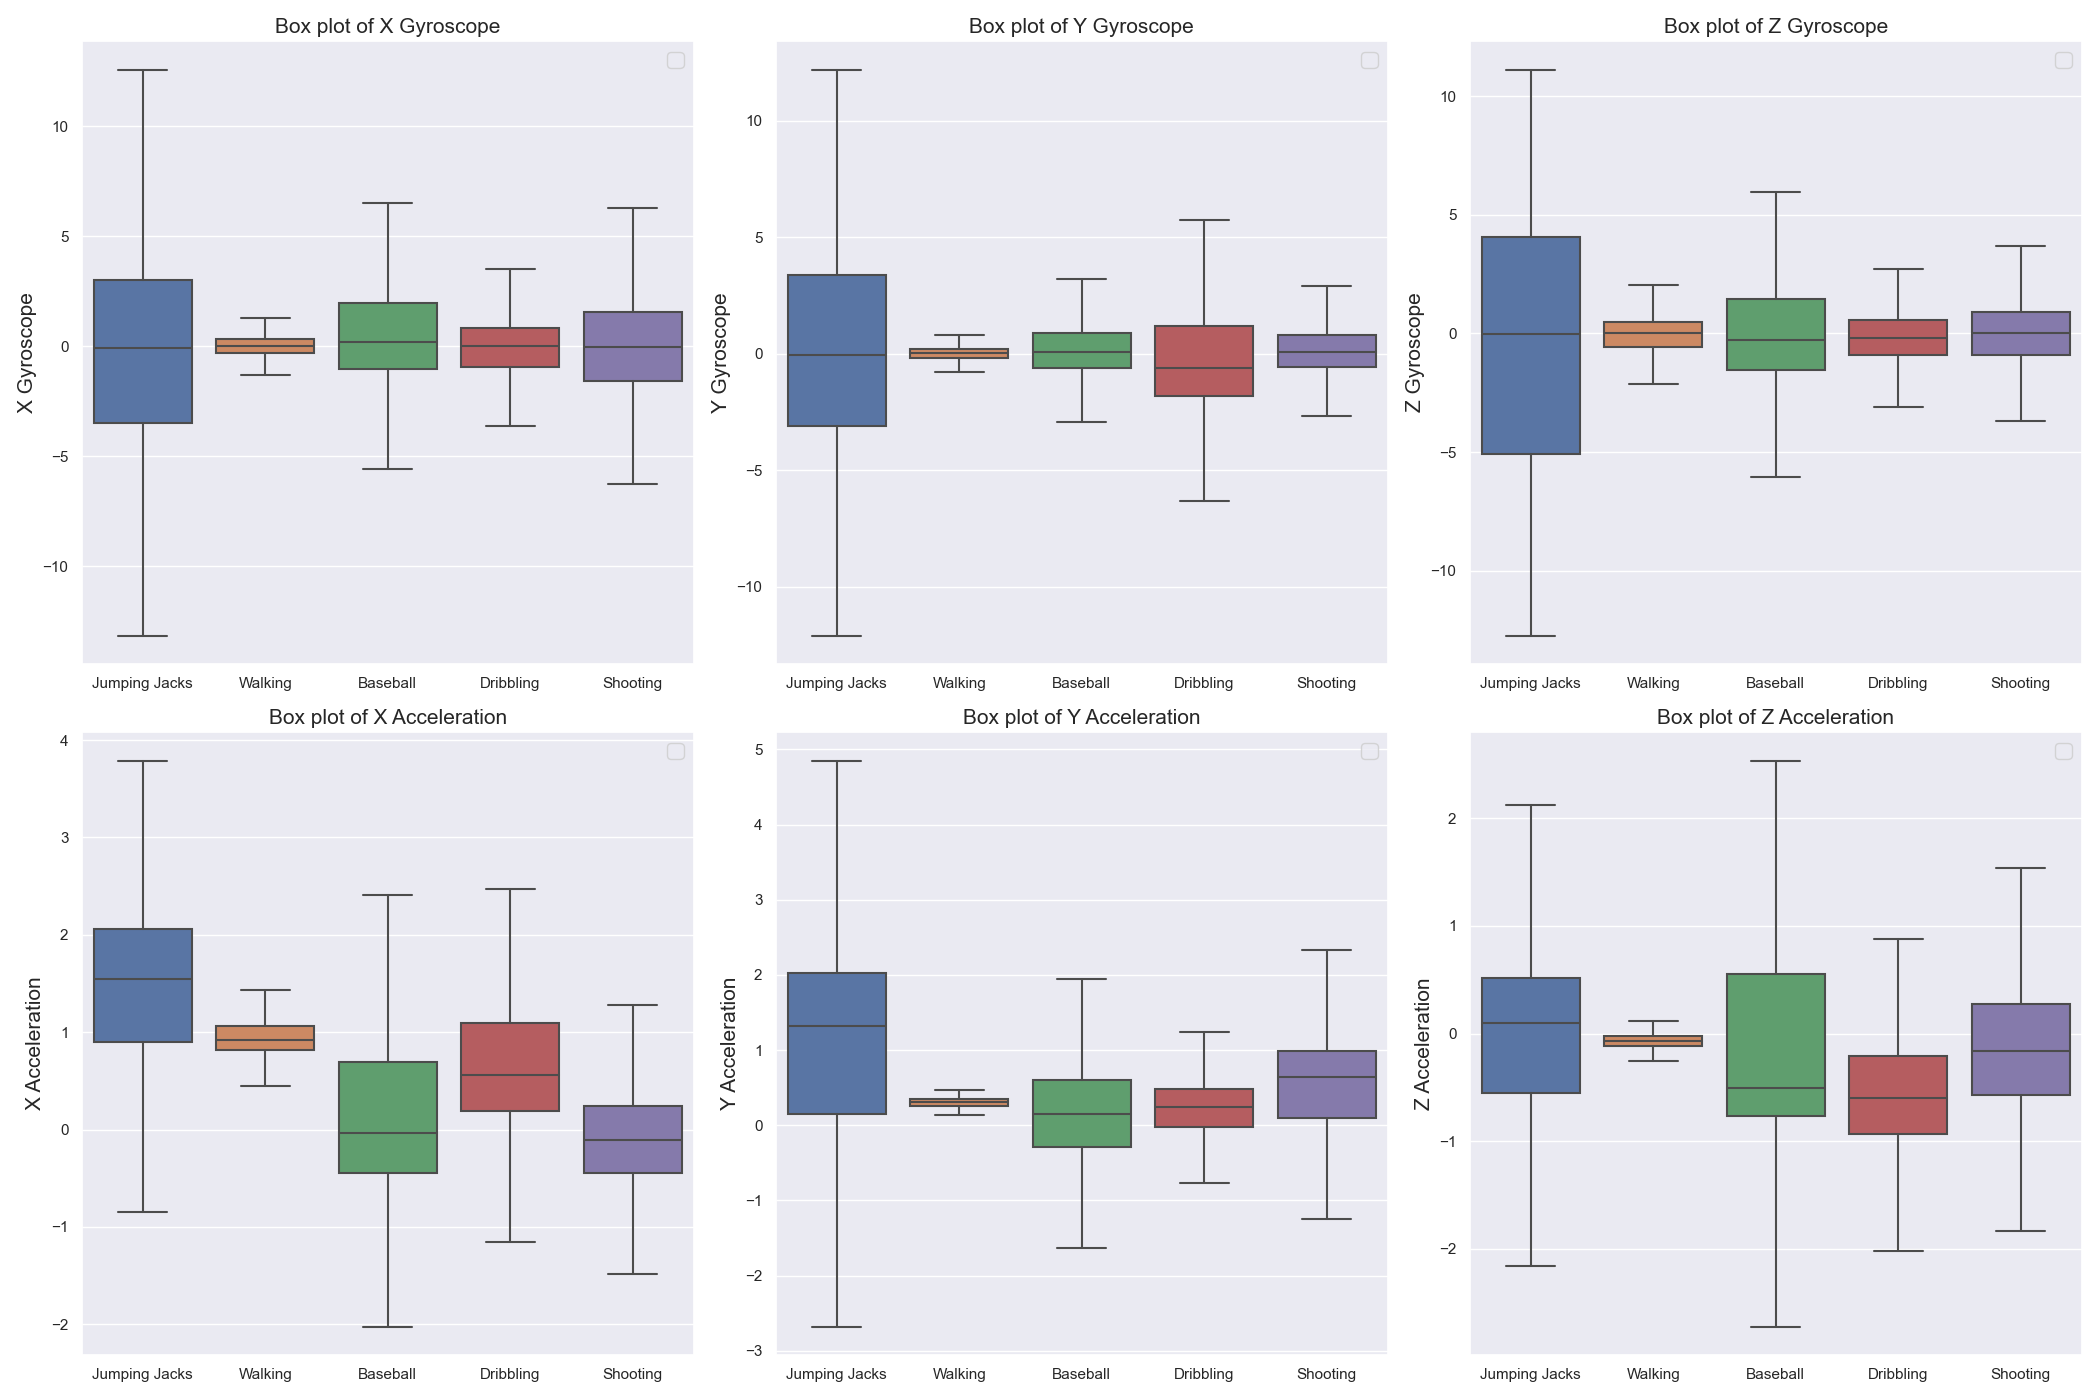 Box plot of X Gyroscope
X Gyroscope
10
5
0
−5
−10
Jumping Jacks Walking Baseball Dribbling Shooting
Box plot of Y Gyroscope
Y Gyroscope
10
5
0
−5
−10
Jumping Jacks Walking Baseball Dribbling Shooting
Box plot of Z Gyroscope
Z Gyroscope
10
5
0
−5
−10
Jumping Jacks Walking Baseball Dribbling Shooting
Box plot of X Acceleration
X Acceleration
4
3
2
1
0
−1
−2
Jumping Jacks Walking Baseball Dribbling Shooting
Box plot of Y Acceleration
Y Acceleration
5
4
3
2
1
0
−1
−2
−3
Jumping Jacks Walking Baseball Dribbling Shooting
Box plot of Z Acceleration
Z Acceleration
2
1
0
−1
−2
Jumping Jacks Walking Baseball Dribbling Shooting